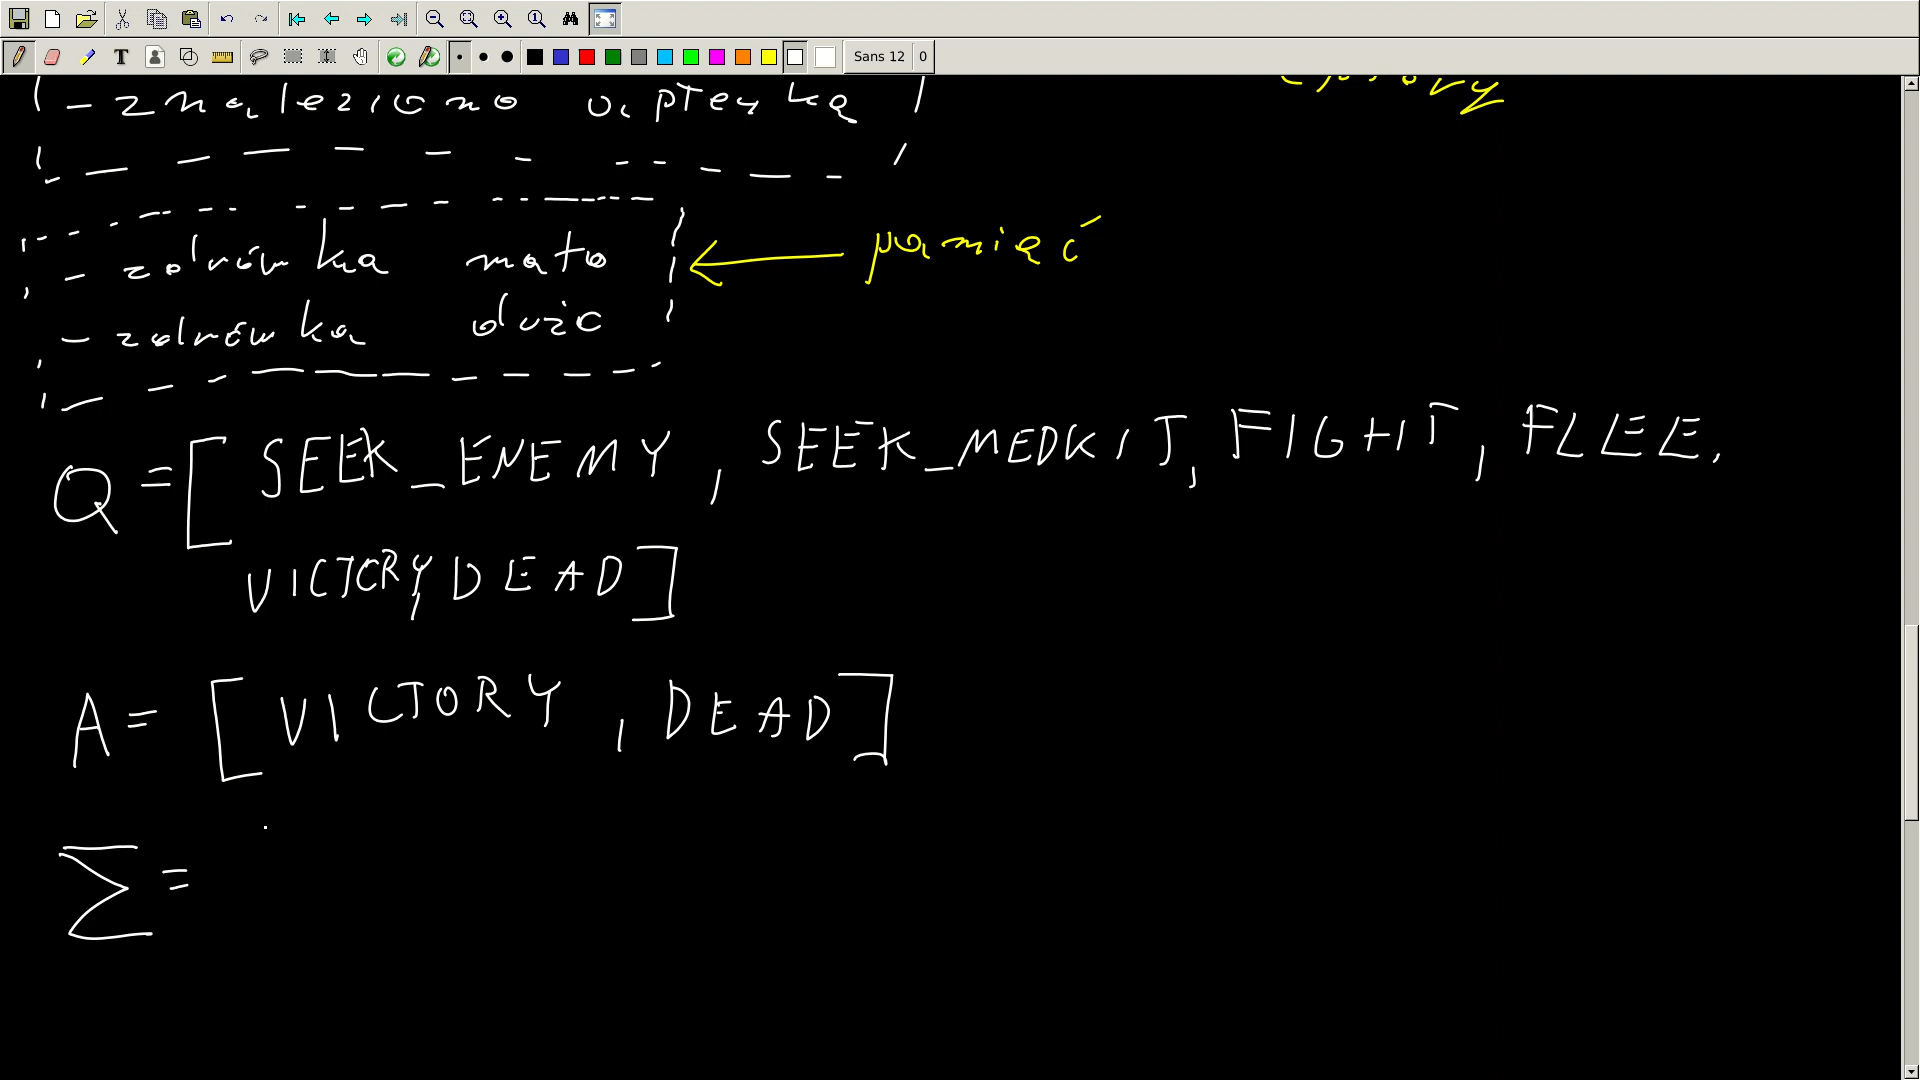 Sans 12 0
- znaleziono apteczkę
- zdrówka mało
pamięć
- zdrówka dużo
Q = [ SEEK_ENEMY, SEEK_MEDKIT, FIGHT, FLEE,
VICTORY, DEAD ]
A = [ VICTORY, DEAD ]
Σ =